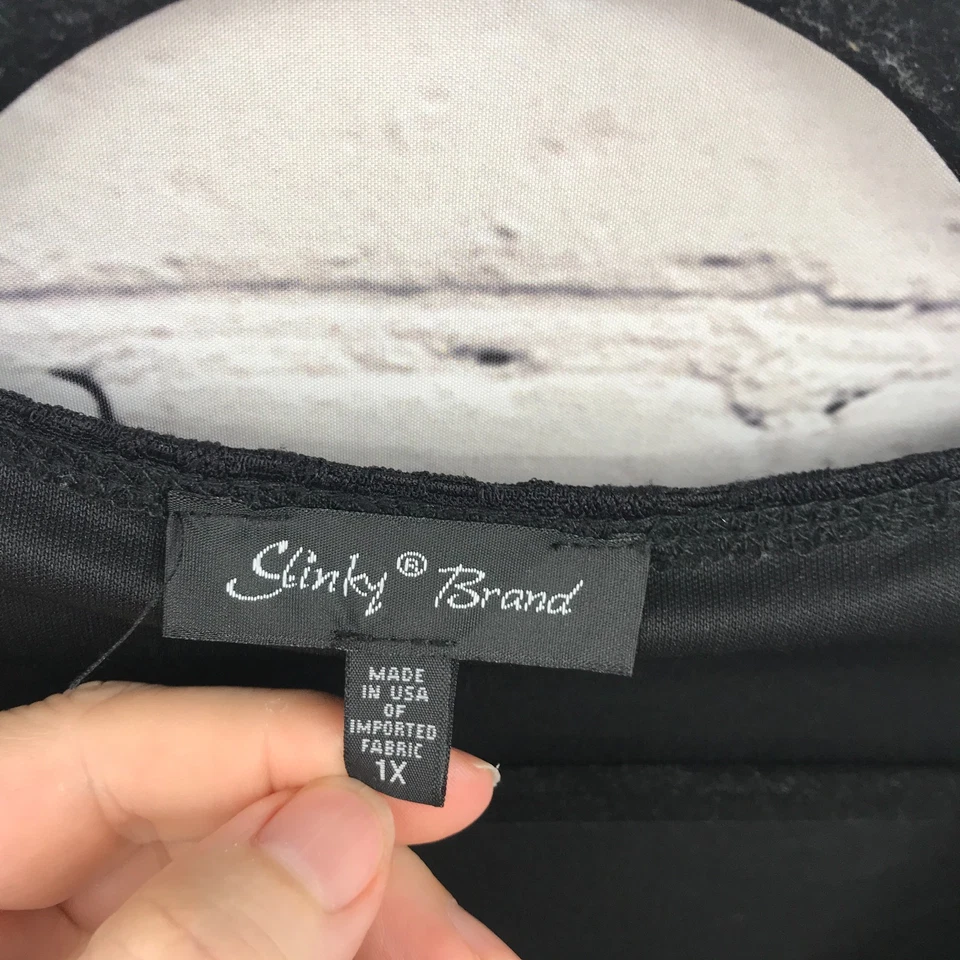 Slinky® Brand
MADE
IN USA
OF
IMPORTED
FABRIC
1X